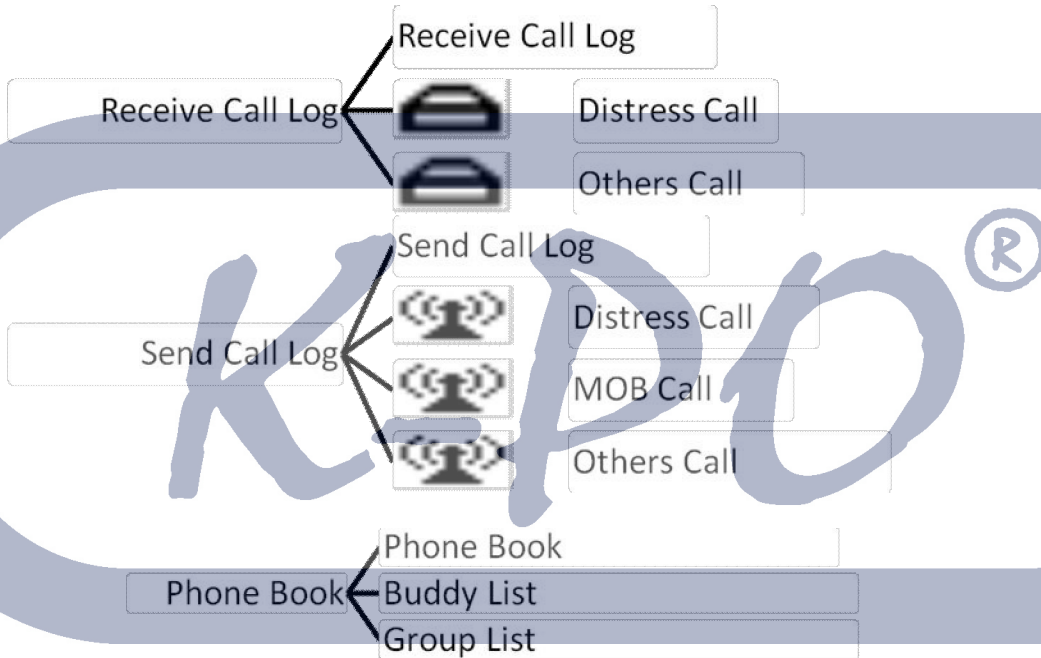 Receive Call Log
Receive Call Log
Distress Call
Others Call
Send Call Log
Send Call Log
Distress Call
MOB Call
Others Call
Phone Book
Phone Book
Buddy List
Group List
K-PO®